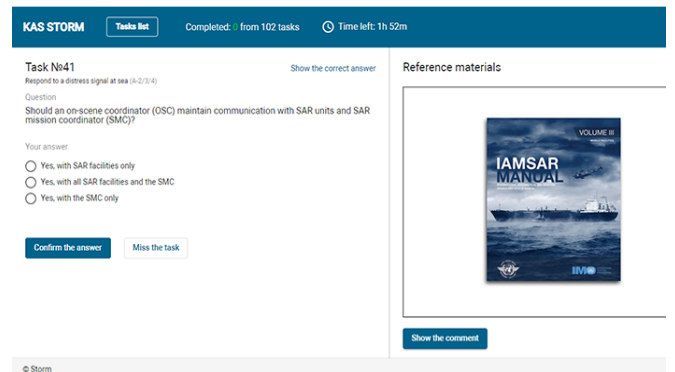 KAS STORM
Tasks list
Completed: 0 from 102 tasks
Time left: 1h 52m
Task №41
Show the correct answer
Respond to a distress signal at sea (A-2/3/4)
Question
Should an on-scene coordinator (OSC) maintain communication with SAR units and SAR
mission coordinator (SMC)?
Your answer
Yes, with SAR facilities only
Yes, with all SAR facilities and the SMC
Yes, with the SMC only
Confirm the answer
Miss the task
Reference materials
VOLUME III
IAMSAR
MANUAL
IMO
Show the comment
© Storm